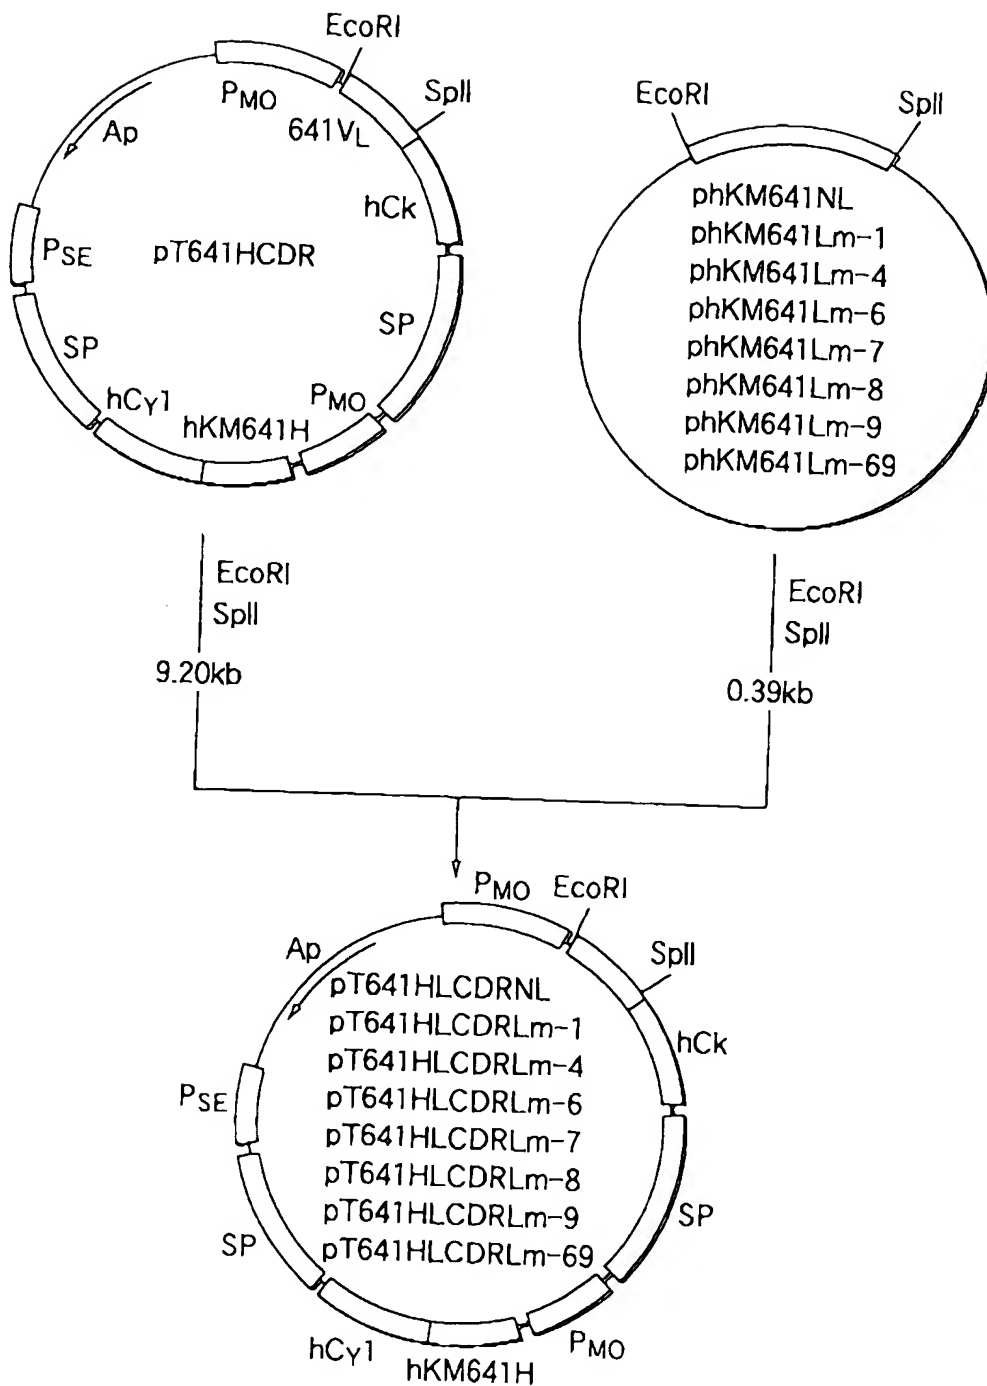 EcoRI
PMO
SplI
641VL
Ap
hCk
PSE
pT641HCDR
SP
SP
PMO
hCγ1
hKM641H
EcoRI
SplI
phKM641NL
phKM641Lm-1
phKM641Lm-4
phKM641Lm-6
phKM641Lm-7
phKM641Lm-8
phKM641Lm-9
phKM641Lm-69
EcoRI
SplI
9.20kb
EcoRI
SplI
0.39kb
PMO
EcoRI
Ap
SplI
pT641HLCDRNL
pT641HLCDRLm-1
hCk
pT641HLCDRLm-4
PSE
pT641HLCDRLm-6
pT641HLCDRLm-7
pT641HLCDRLm-8
pT641HLCDRLm-9
SP
pT641HLCDRLm-69
SP
hCγ1
hKM641H
PMO